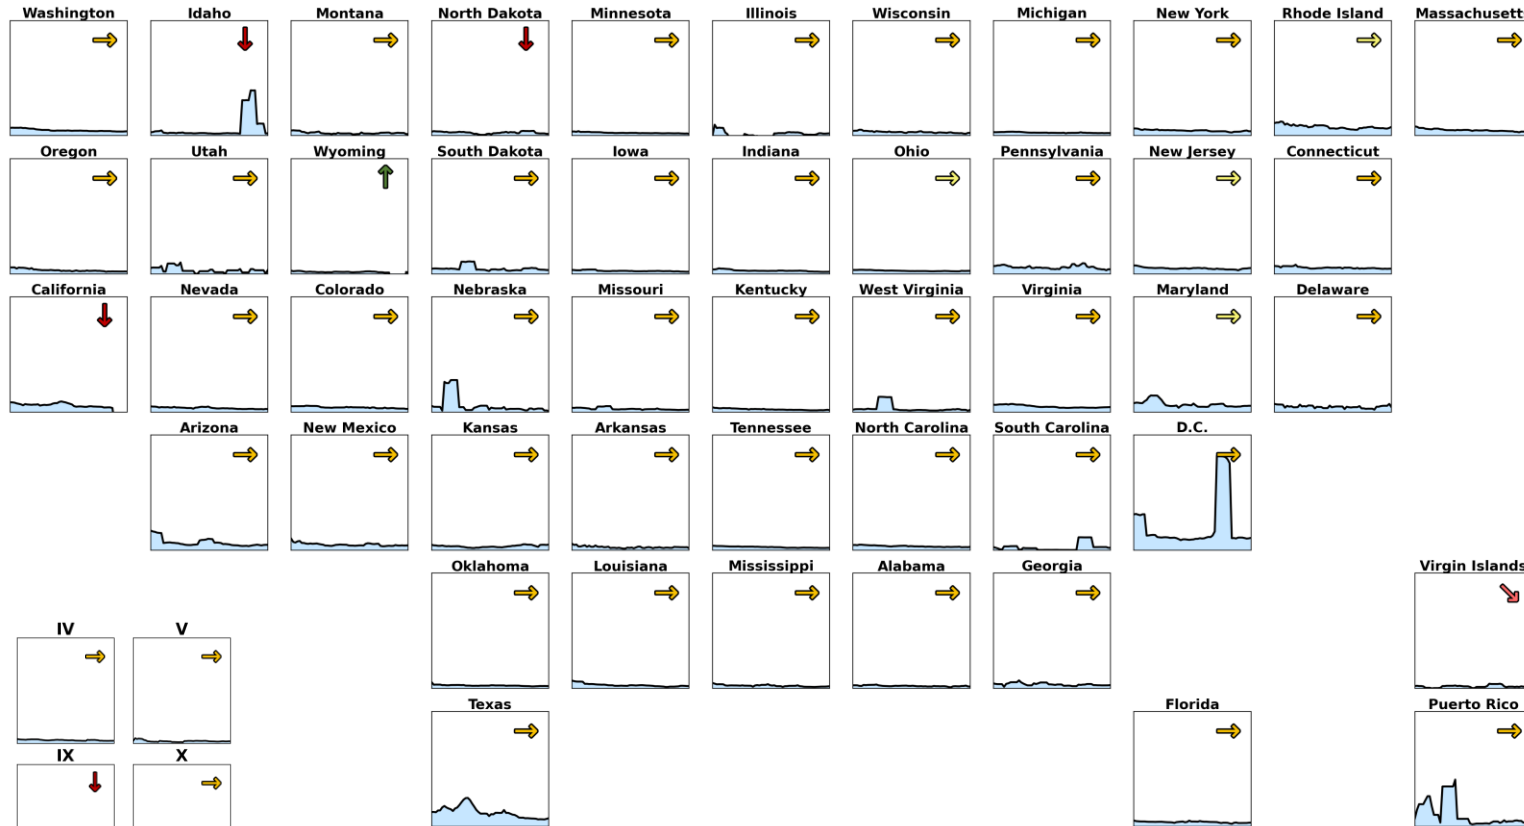 Washington Idaho Montana North Dakota Minnesota Illinois Wisconsin Michigan New York Rhode Island Massachusett
Oregon Utah Wyoming South Dakota Iowa Indiana Ohio Pennsylvania New Jersey Connecticut
California Nevada Colorado Nebraska Missouri Kentucky West Virginia Virginia Maryland Delaware
Arizona New Mexico Kansas Arkansas Tennessee North Carolina South Carolina D.C.
Oklahoma Louisiana Mississippi Alabama Georgia Virgin Islands
IV V
Texas Florida Puerto Rico
IX X